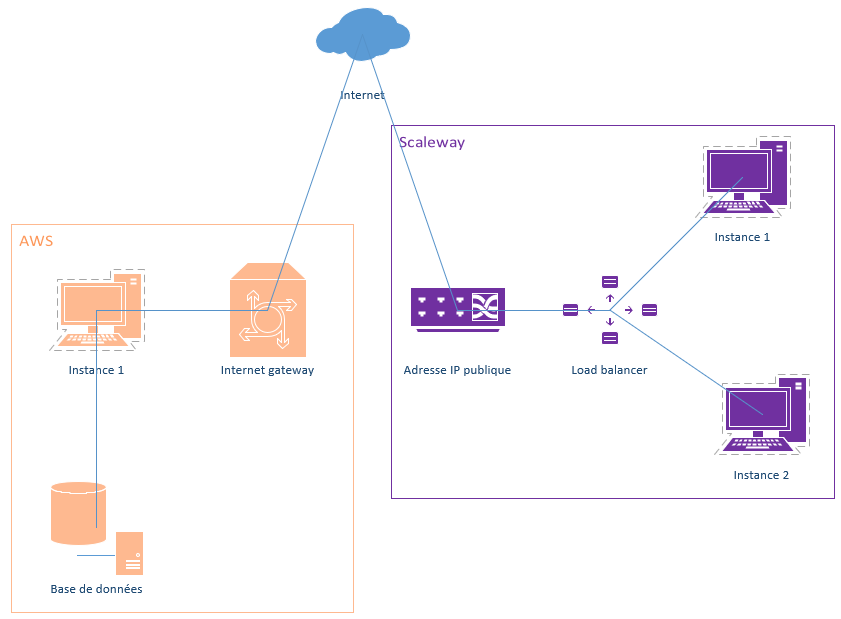 Internet
Scaleway
Instance 1
AWS
Instance 1
Internet gateway
Adresse IP publique
Load balancer
Instance 2
Base de données